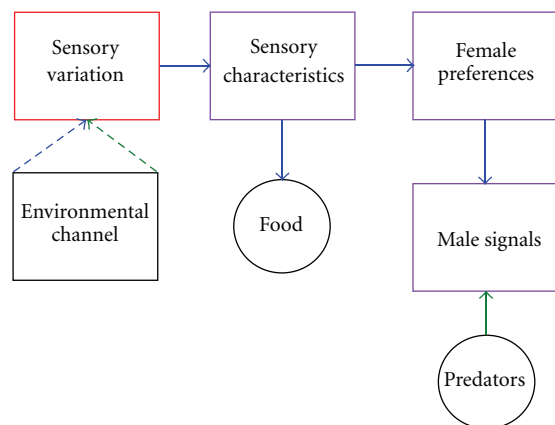 Sensory
variation
Sensory
characteristics
Female
preferences
Environmental
channel
Food
Male signals
Predators